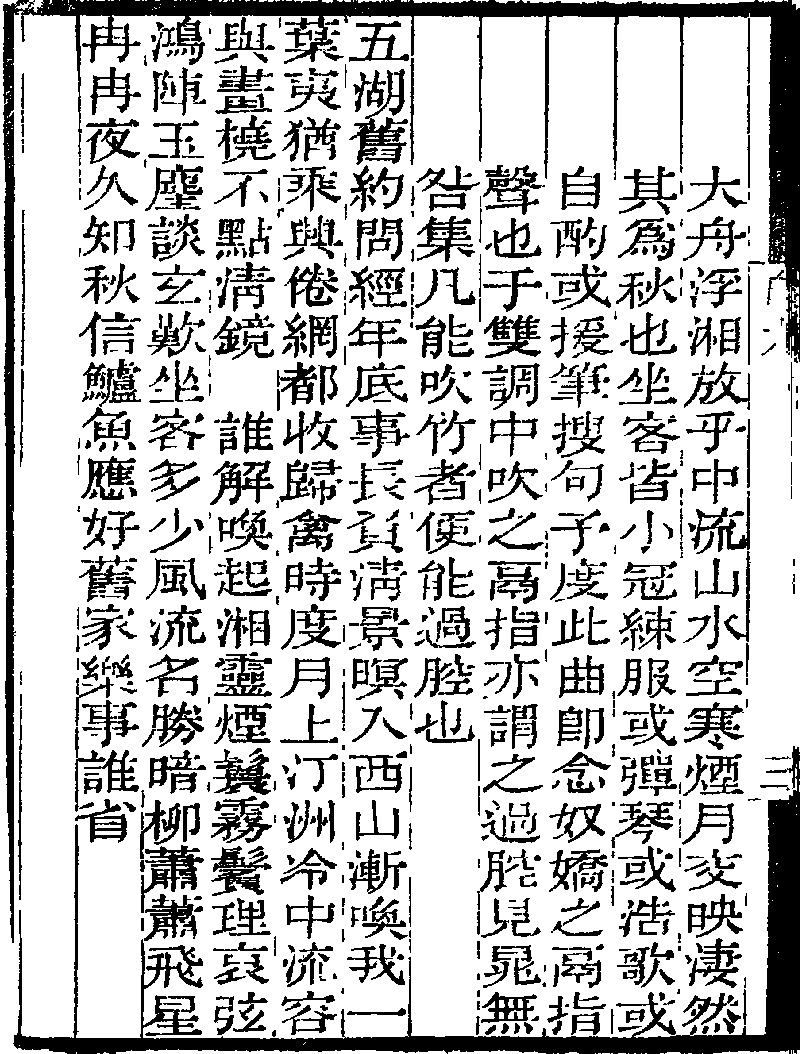 大舟浮湘放乎中流山水空寒煙月交映淒然
其爲秋也坐客皆小冠練服或彈琴或浩歌或
自酌或援筆搜句予度此曲卽念奴嬌之鬲指
聲也于雙調中吹之鬲指亦謂之過腔見晁無
咎集凡能吹竹者便能過腔也
五湖舊約問經年底事長負淸景暝入西山漸喚我一
葉夷猶乘興倦網都收歸禽時度月上汀洲冷中流容
與畫橈不點淸鏡　誰解喚起湘靈煙鬟霧鬢理哀弦
鴻陣玉麈談玄歎坐客多少風流名勝暗柳蕭蕭飛星
冉冉夜久知秋信鱸魚應好舊家樂事誰省
三